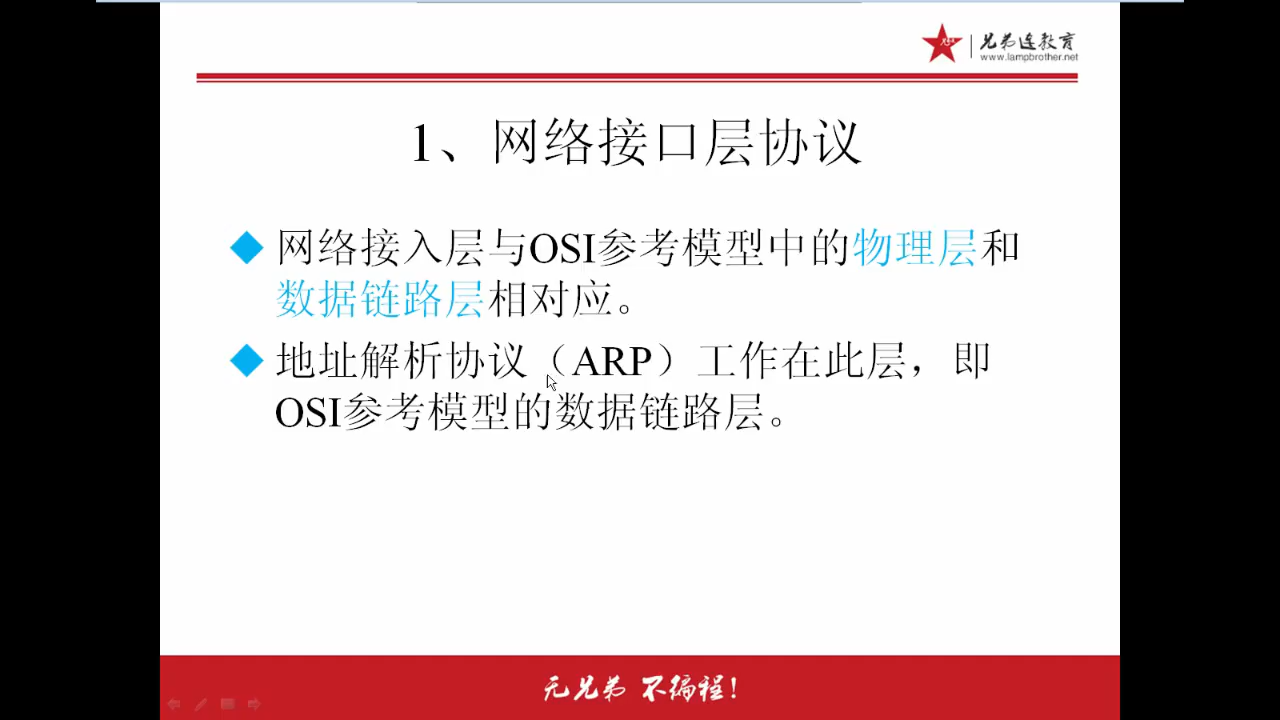 兄弟连教育
www.lampbrother.net
1、网络接口层协议
网络接入层与OSI参考模型中的物理层和
数据链路层相对应。
地址解析协议（ARP）工作在此层，即
OSI参考模型的数据链路层。
无兄弟 不编程！